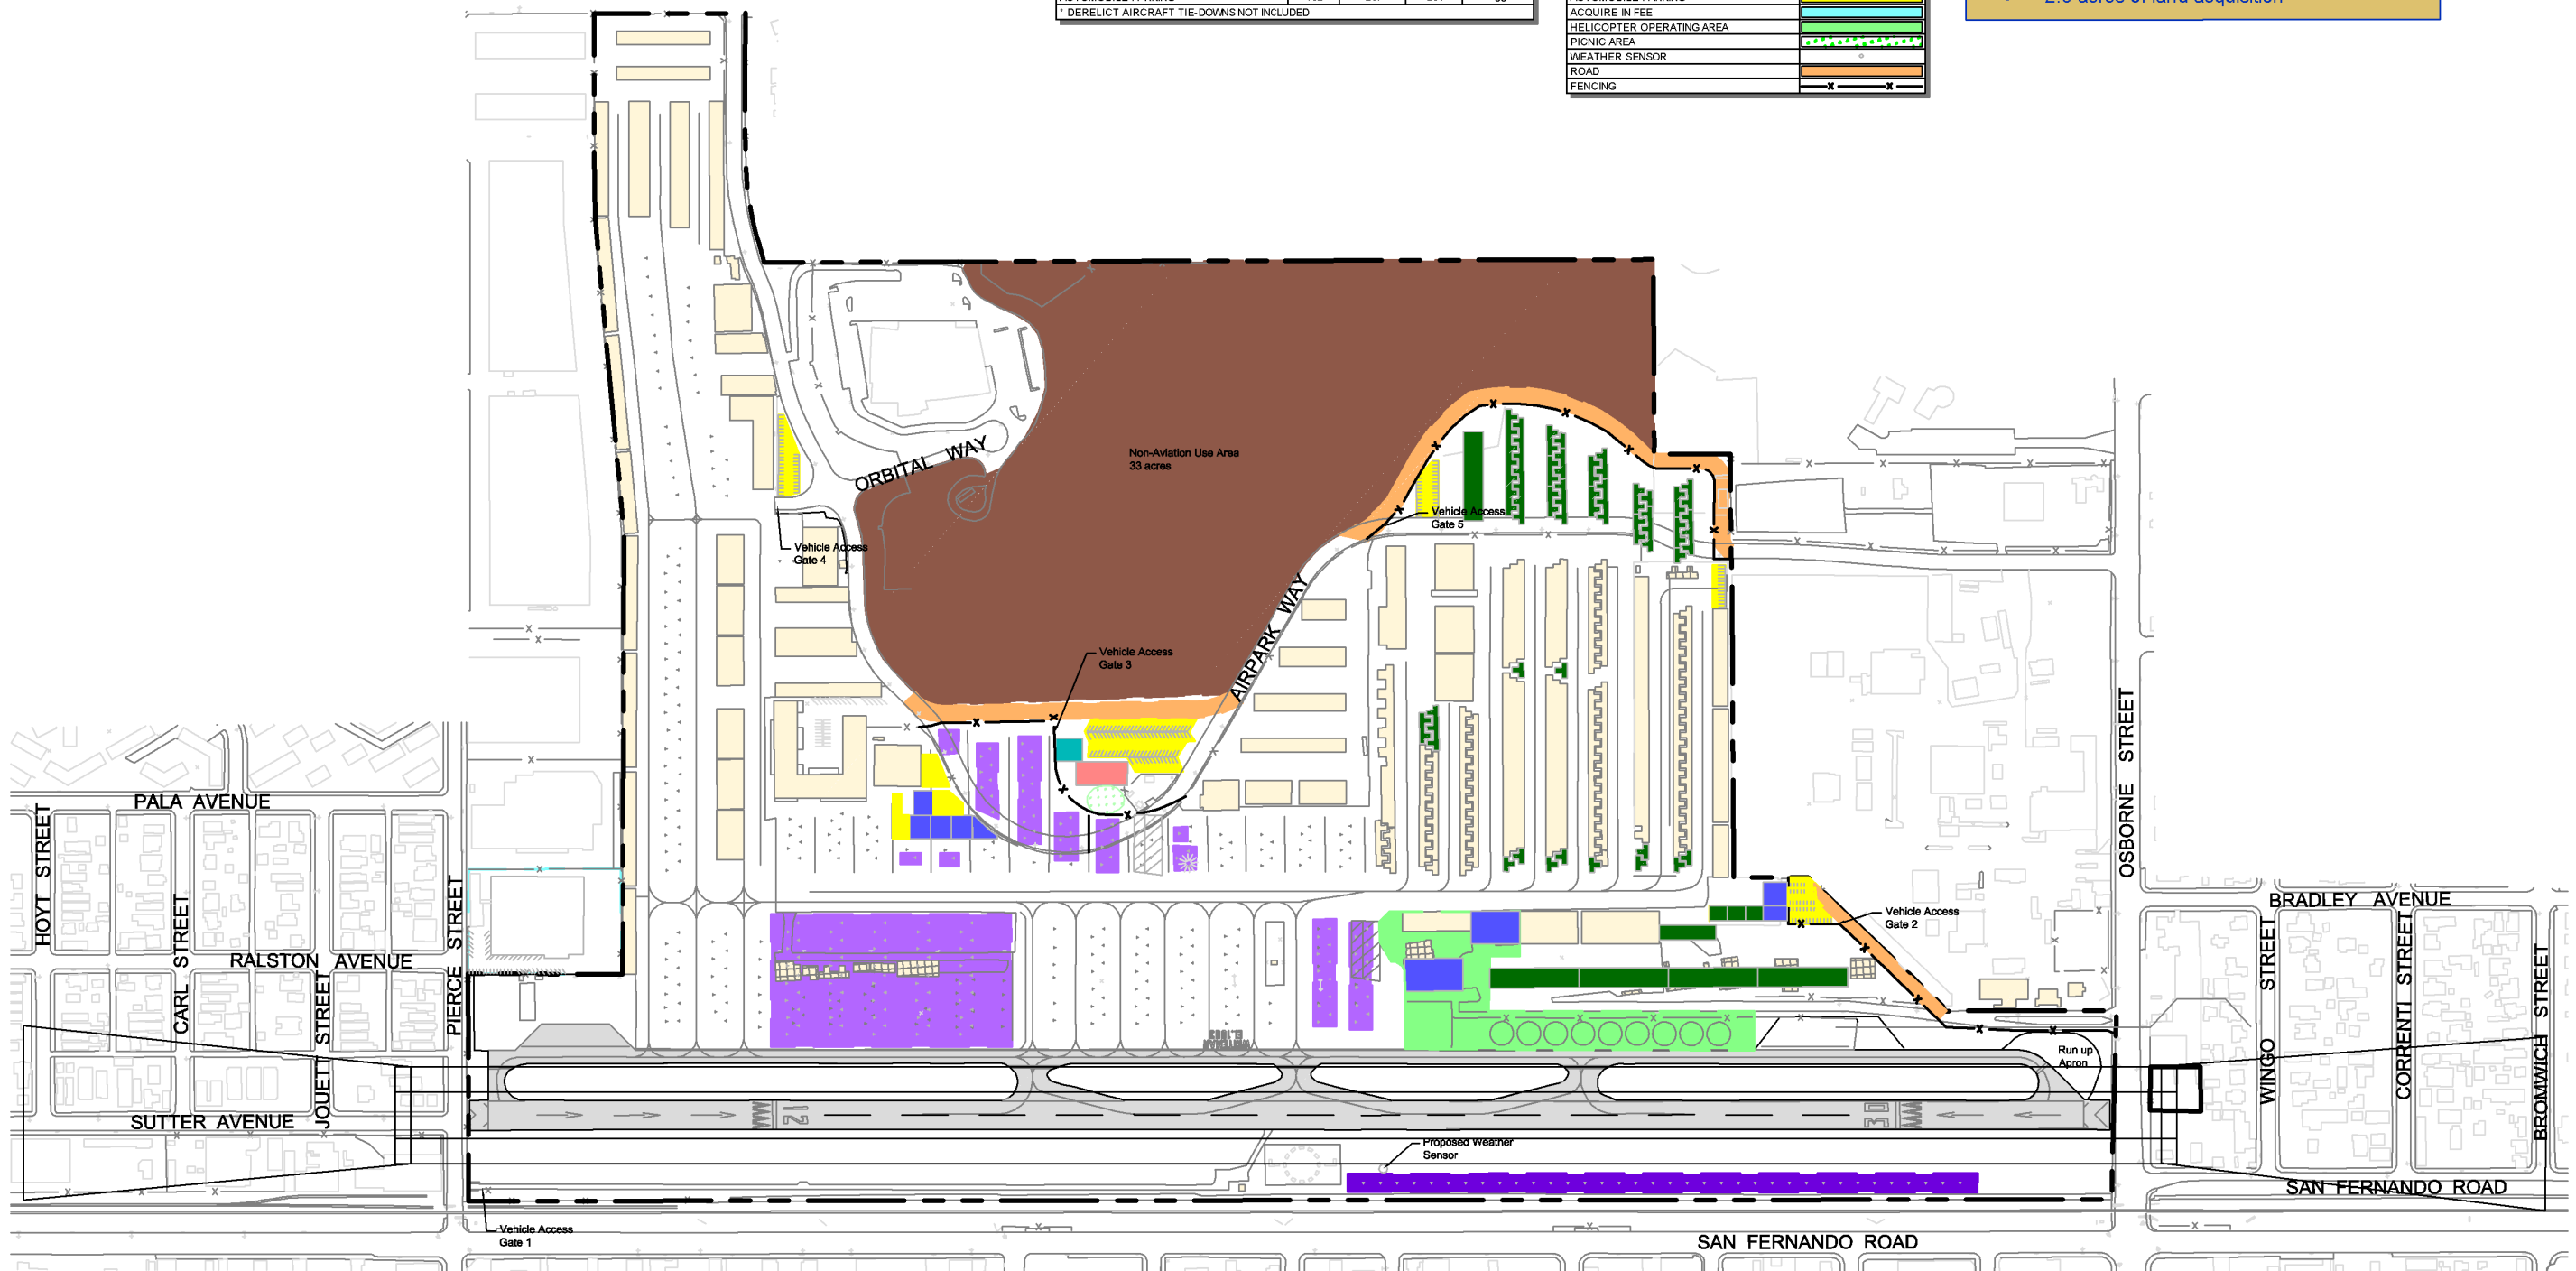 * DERELICT AIRCRAFT TIE-DOWNS NOT INCLUDED
ACQUIRE IN FEE
HELICOPTER OPERATING AREA
PICNIC AREA
WEATHER SENSOR
ROAD
FENCING
ORBITAL WAY
Non-Aviation Use Area
33 acres
Vehicle Access
Gate 5
Vehicle Access
Gate 4
AIRPARK WAY
Vehicle Access
Gate 3
OSBORNE STREET
PALA AVENUE
HOYT STREET
CARL STREET
RALSTON AVENUE
JOUETT STREET
PIERCE STREET
SUTTER AVENUE
Vehicle Access
Gate 2
BRADLEY AVENUE
WINGO STREET
CORRENTI STREET
BROMWICH STREET
WHITEMAN
Run up
Apron
12
30
Proposed Weather
Sensor
SAN FERNANDO ROAD
Vehicle Access
Gate 1
SAN FERNANDO ROAD